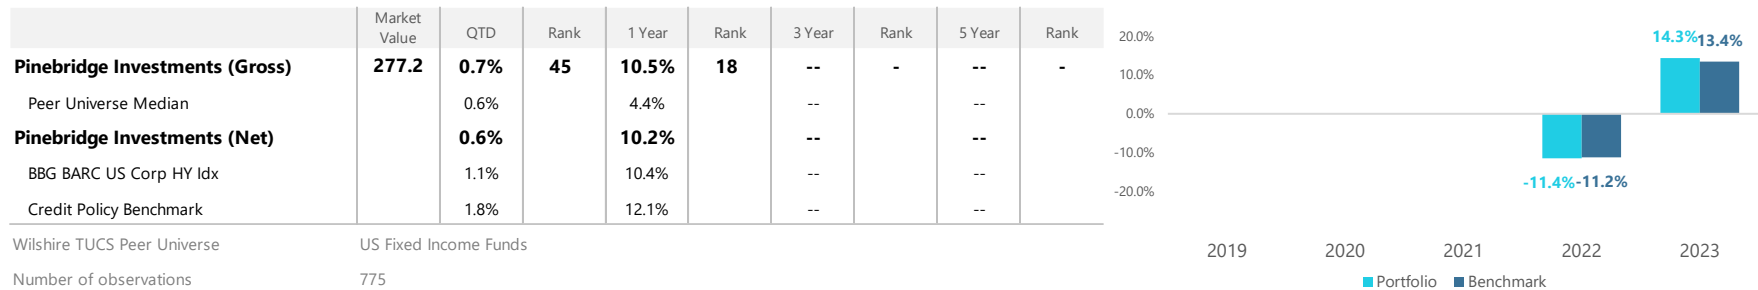 Market Value QTD Rank 1 Year Rank 3 Year Rank 5 Year Rank
Pinebridge Investments (Gross) 277.2 0.7% 45 10.5% 18 -- - -- -
Peer Universe Median 0.6% 4.4% -- --
Pinebridge Investments (Net) 0.6% 10.2% -- --
BBG BARC US Corp HY Idx 1.1% 10.4% -- --
Credit Policy Benchmark 1.8% 12.1% -- --
Wilshire TUCS Peer Universe US Fixed Income Funds
Number of observations 775
20.0%
10.0%
0.0%
-10.0%
-20.0%
14.3% 13.4%
-11.4% -11.2%
2019 2020 2021 2022 2023
Portfolio Benchmark